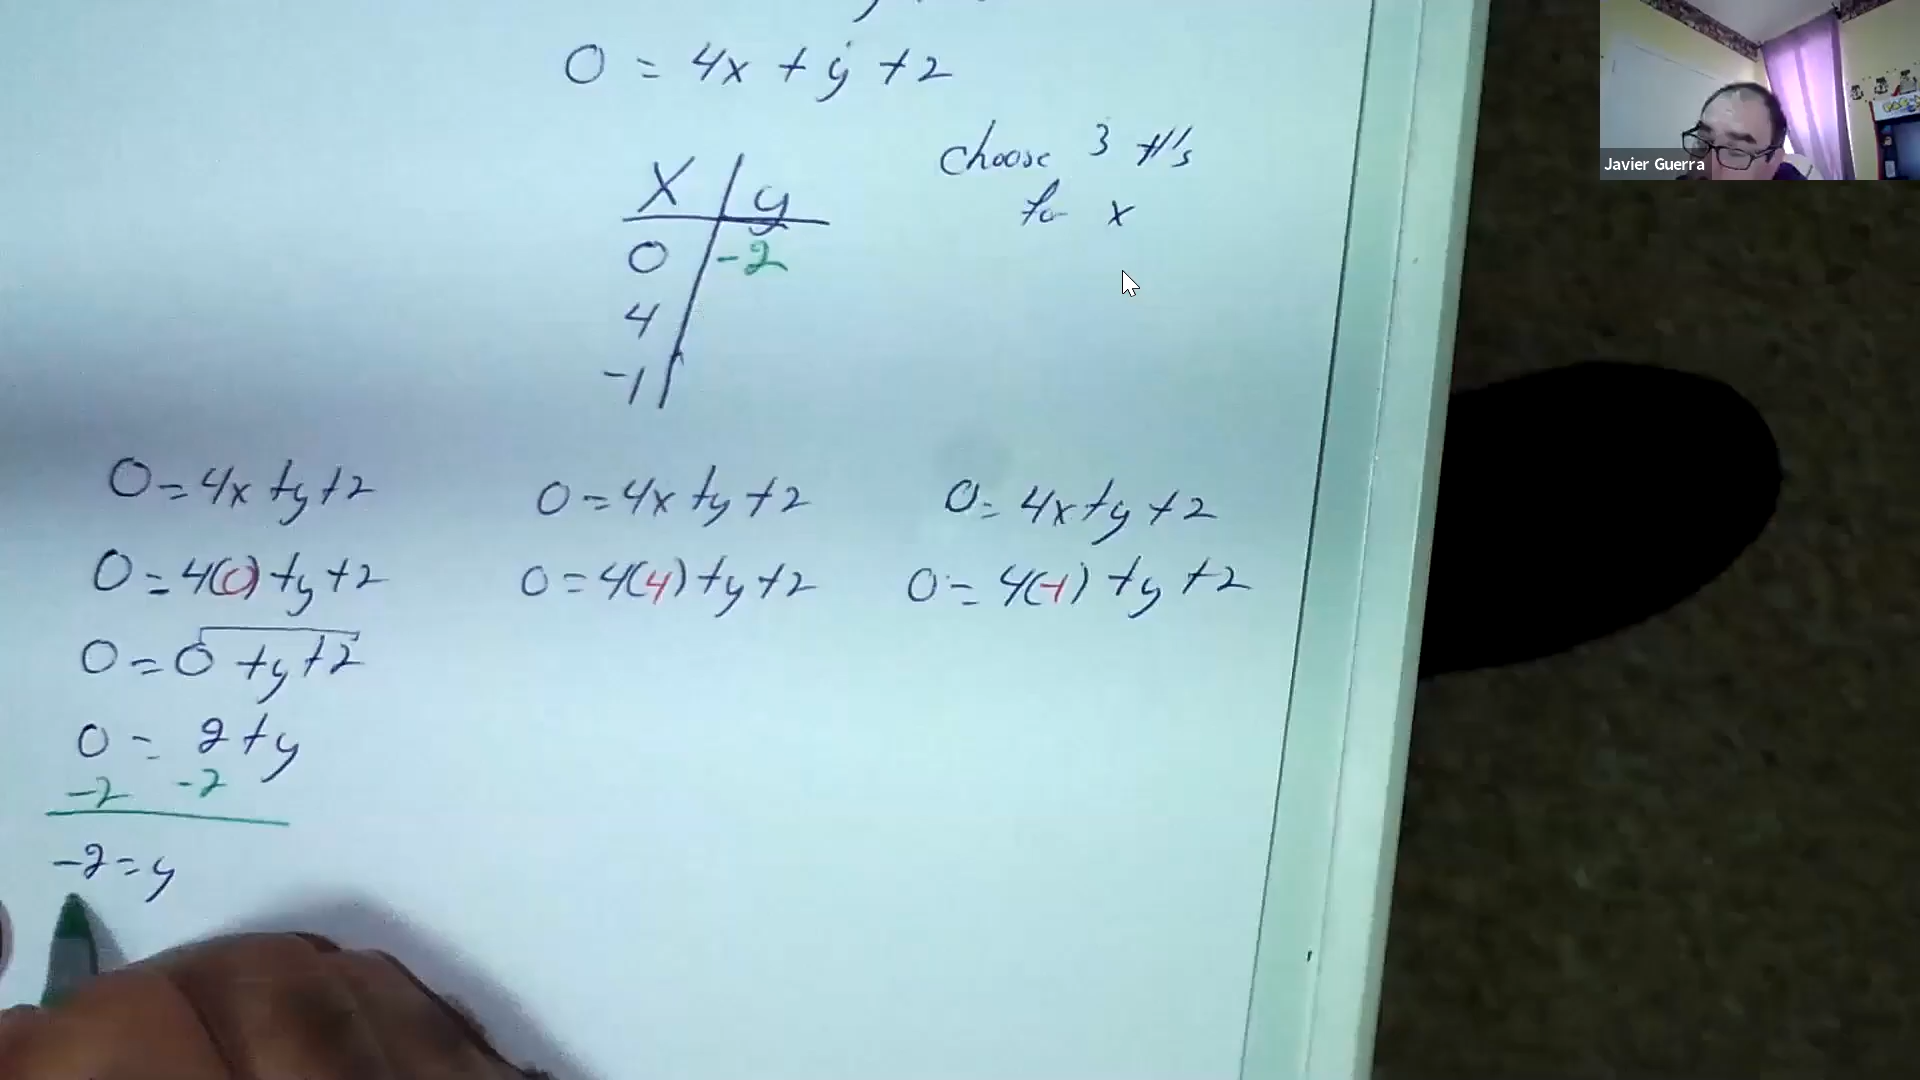 0 = 4x + y + 2
Choose 3 #'s
for x
x | y
0 | -2
4
-1
0 = 4x + y + 2
0 = 4(0) + y + 2
0 = 0 + y + 2
0 = 2 + y
-2 -2
-2 = y
0 = 4x + y + 2
0 = 4(4) + y + 2
0 = 4x + y + 2
0 = 4(-1) + y + 2
Javier Guerra